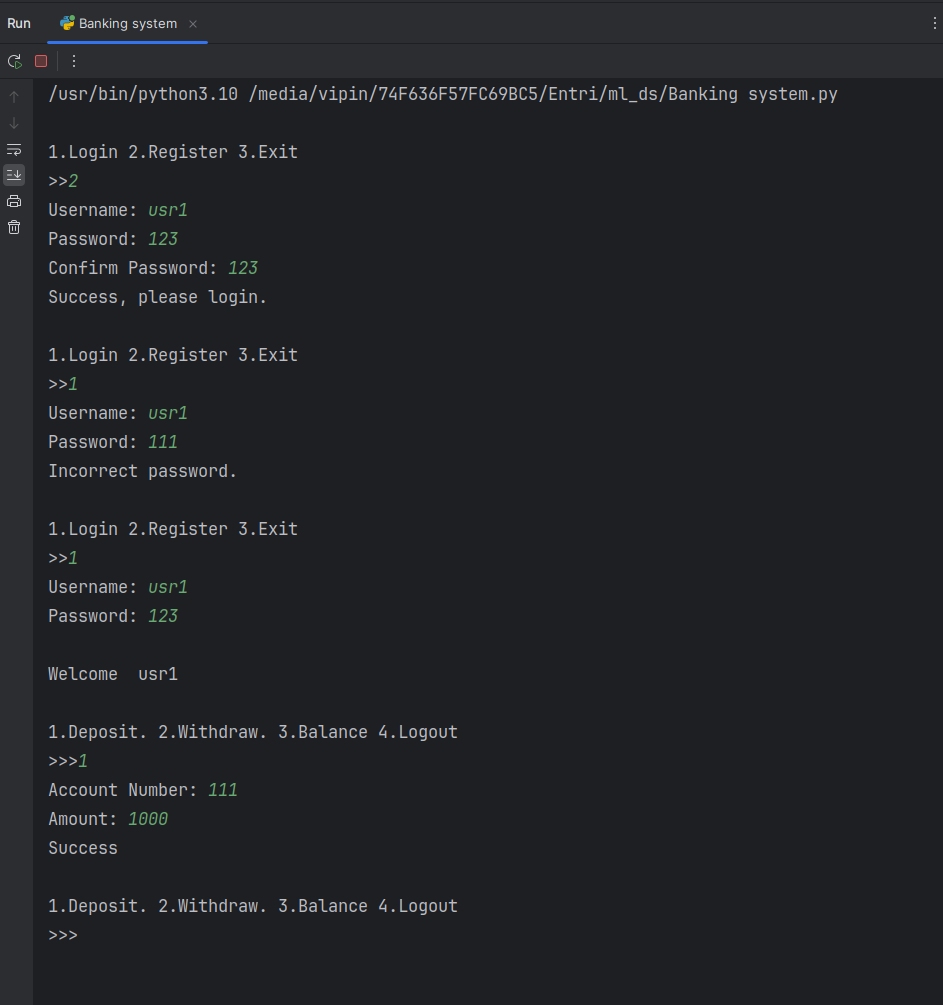 Run Banking system
/usr/bin/python3.10 /media/vipin/74F636F57FC69BC5/Entri/ml_ds/Banking system.py
1.Login 2.Register 3.Exit
>>2
Username: usr1
Password: 123
Confirm Password: 123
Success, please login.
1.Login 2.Register 3.Exit
>>1
Username: usr1
Password: 111
Incorrect password.
1.Login 2.Register 3.Exit
>>1
Username: usr1
Password: 123
Welcome  usr1
1.Deposit. 2.Withdraw. 3.Balance 4.Logout
>>>1
Account Number: 111
Amount: 1000
Success
1.Deposit. 2.Withdraw. 3.Balance 4.Logout
>>>